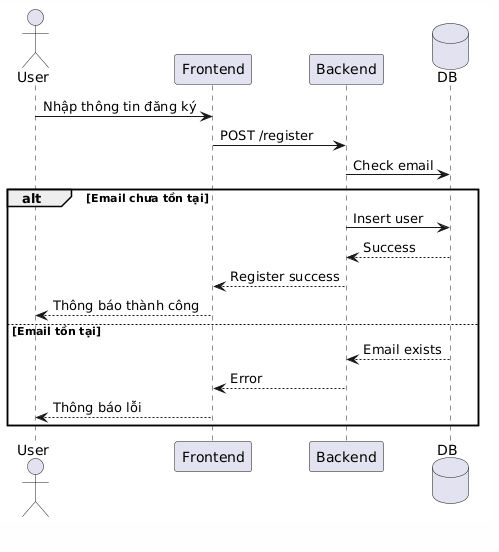 User
Frontend
Backend
DB
Nhập thông tin đăng ký
POST /register
Check email
alt
[Email chưa tồn tại]
Insert user
Success
Register success
Thông báo thành công
[Email tồn tại]
Email exists
Error
Thông báo lỗi
User
Frontend
Backend
DB